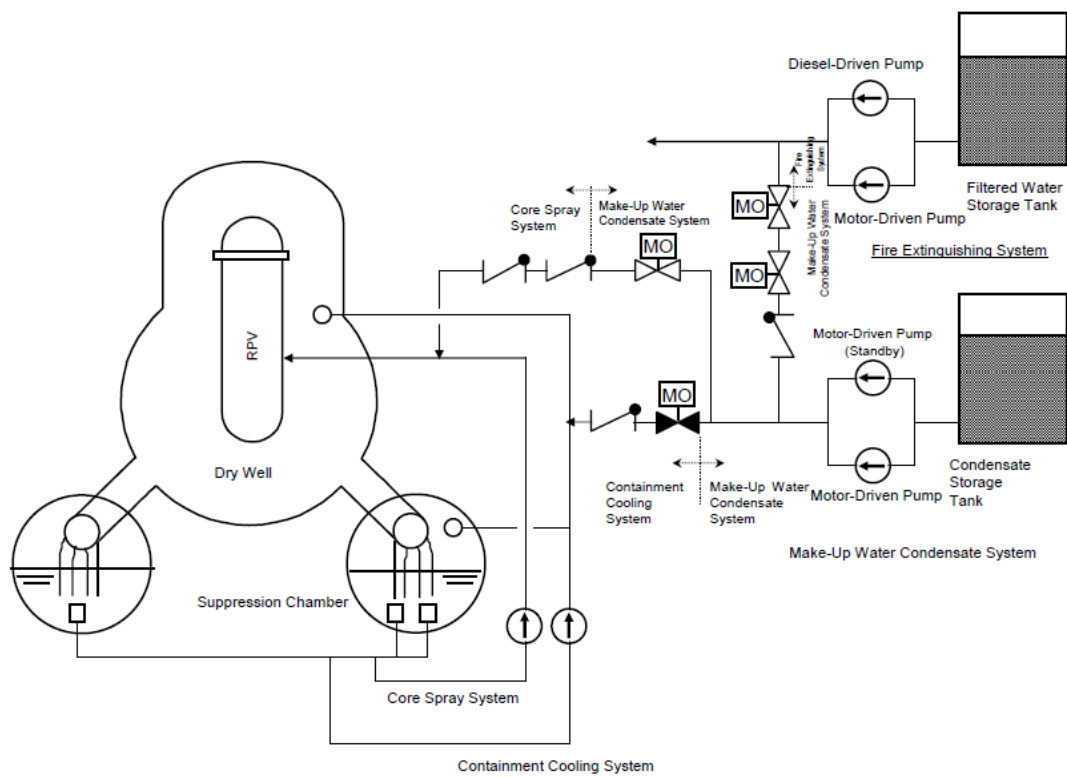 Diesel-Driven Pump
Fire
Extinguishing
System
Filtered Water
Storage Tank
MO
Motor-Driven Pump
Make-Up Water
Condensate System
Fire Extinguishing System
Core Spray
System
Make-Up Water
Condensate System
MO
MO
RPV
Motor-Driven Pump
(Standby)
MO
Dry Well
Containment
Cooling
System
Make-Up Water
Condensate
System
Motor-Driven Pump
Condensate
Storage
Tank
Make-Up Water Condensate System
Suppression Chamber
Core Spray System
Containment Cooling System